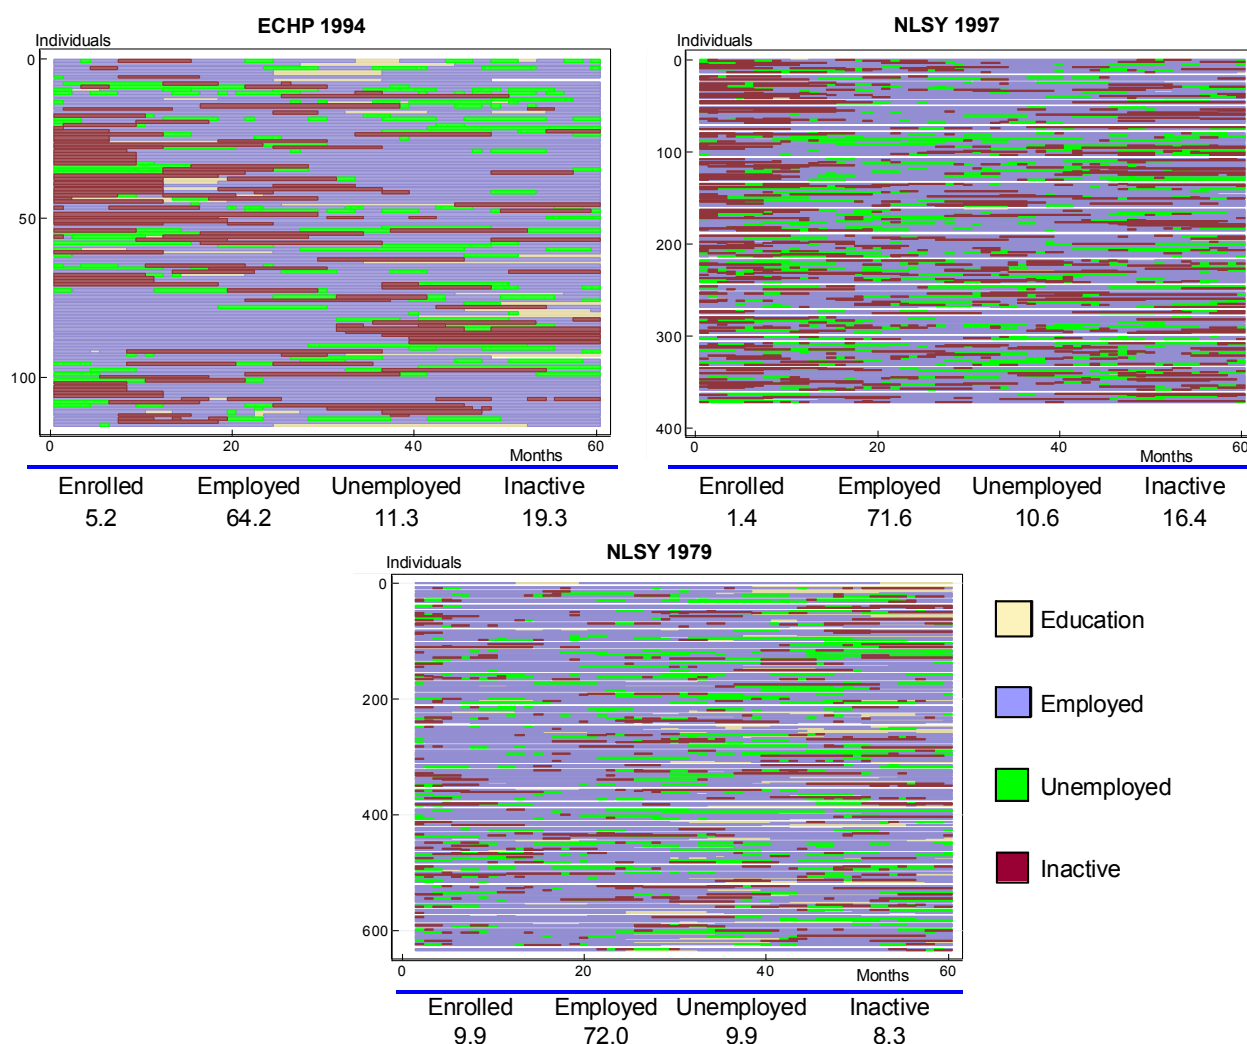 ECHP 1994
Individuals
0
50
100
0 20 40 60
Months
Enrolled Employed Unemployed Inactive
5.2 64.2 11.3 19.3
NLSY 1997
Individuals
0
100
200
300
400
0 20 40 60
Months
Enrolled Employed Unemployed Inactive
1.4 71.6 10.6 16.4
NLSY 1979
Individuals
0
200
400
600
0 20 40 60
Months
Enrolled Employed Unemployed Inactive
9.9 72.0 9.9 8.3
Education
Employed
Unemployed
Inactive